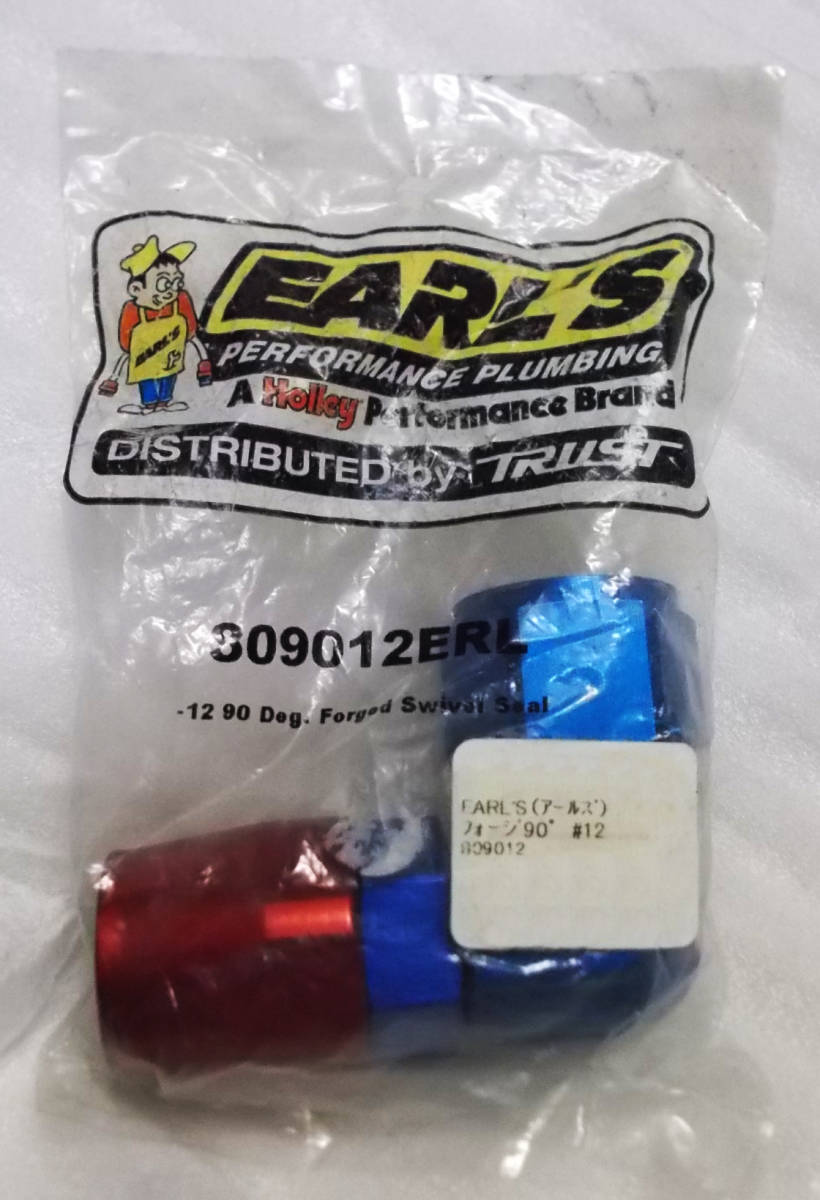 EARL'S
EARL'S
PERFORMANCE PLUMBING
A Holley Performance Brand
DISTRIBUTED by TRUST
809012ERL
-12 90 Deg. Forged Swivel Seal
EARL'S(アールズ)
フォージ90° #12
809012